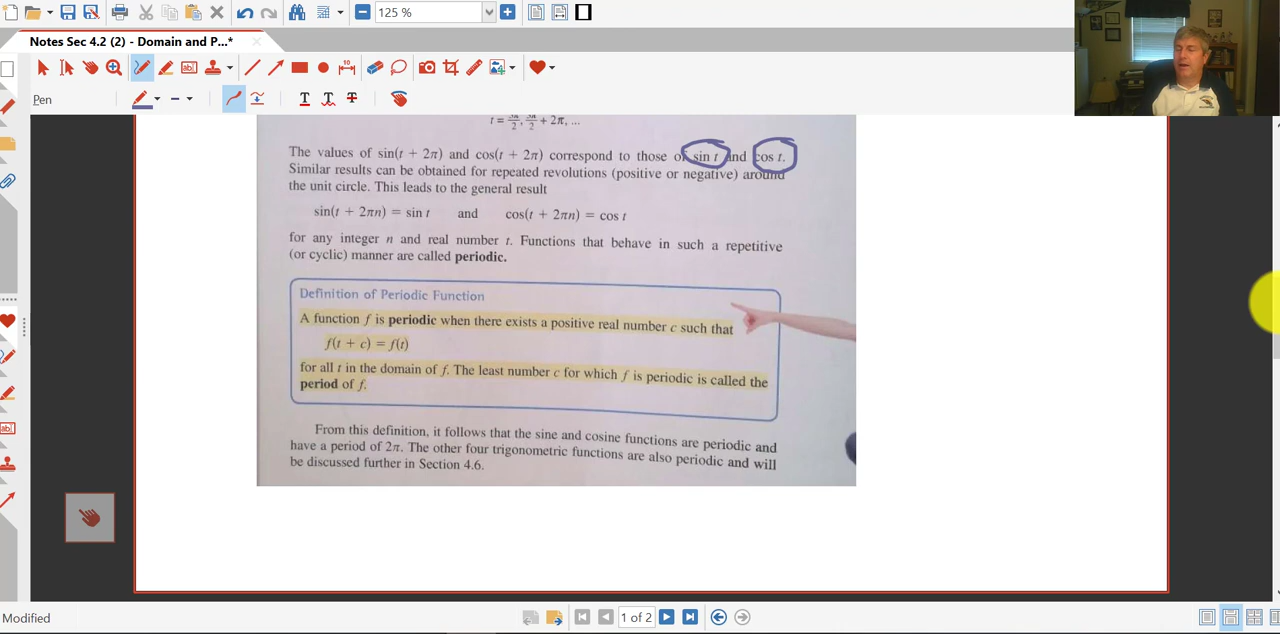 125 %
Notes Sec 4.2 (2) - Domain and P...*
Pen
t = 3π/2, 3π/2 + 2π, ...
The values of sin(t + 2π) and cos(t + 2π) correspond to those of sin t and cos t.
Similar results can be obtained for repeated revolutions (positive or negative) around
the unit circle. This leads to the general result
sin(t + 2πn) = sin t and cos(t + 2πn) = cos t
for any integer n and real number t. Functions that behave in such a repetitive
(or cyclic) manner are called periodic.
Definition of Periodic Function
A function f is periodic when there exists a positive real number c such that
f(t + c) = f(t)
for all t in the domain of f. The least number c for which f is periodic is called the
period of f.
From this definition, it follows that the sine and cosine functions are periodic and
have a period of 2π. The other four trigonometric functions are also periodic and will
be discussed further in Section 4.6.
Modified
1 of 2